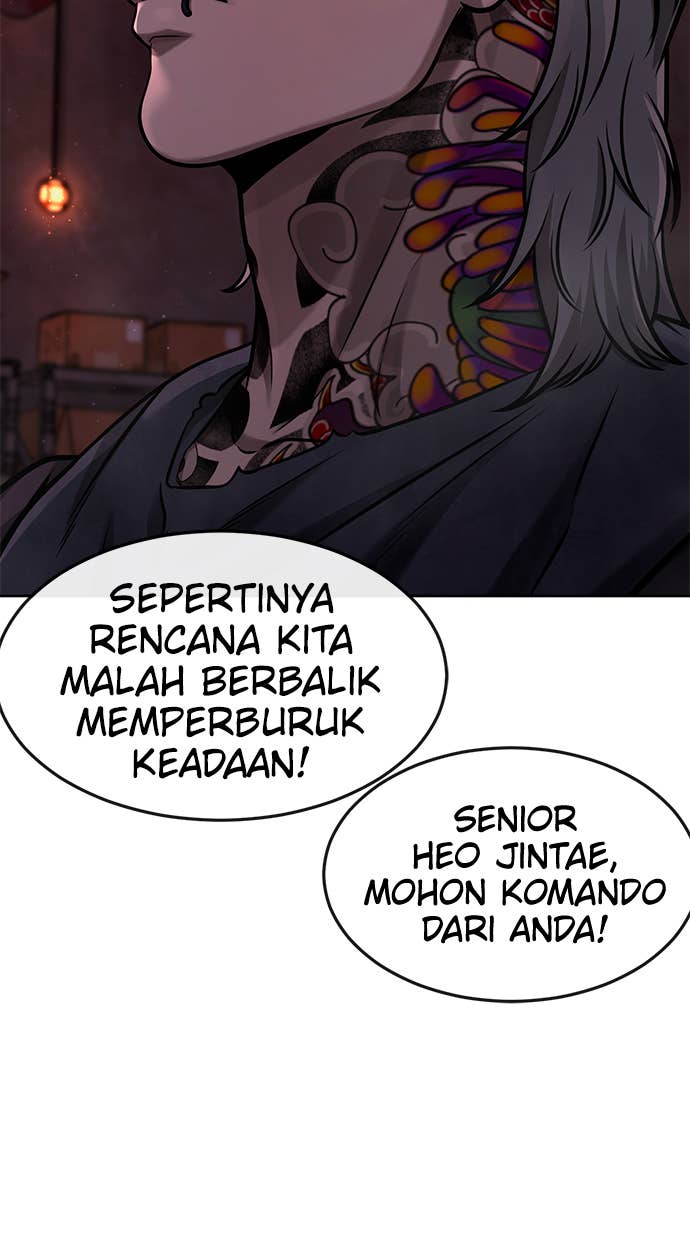 SEPERTINYA
RENCANA KITA
MALAH BERBALIK
MEMPERBURUK
KEADAAN!
SENIOR
HEO JINTAE,
MOHON KOMANDO
DARI ANDA!